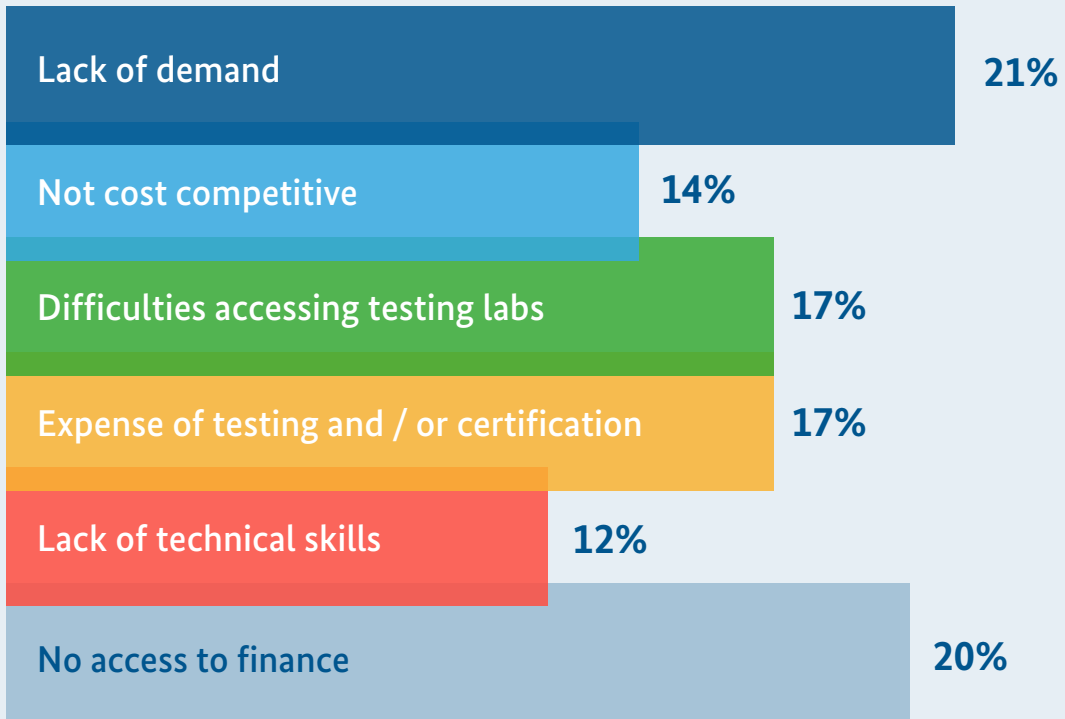 Lack of demand 21%
Not cost competitive 14%
Difficulties accessing testing labs 17%
Expense of testing and / or certification 17%
Lack of technical skills 12%
No access to finance 20%